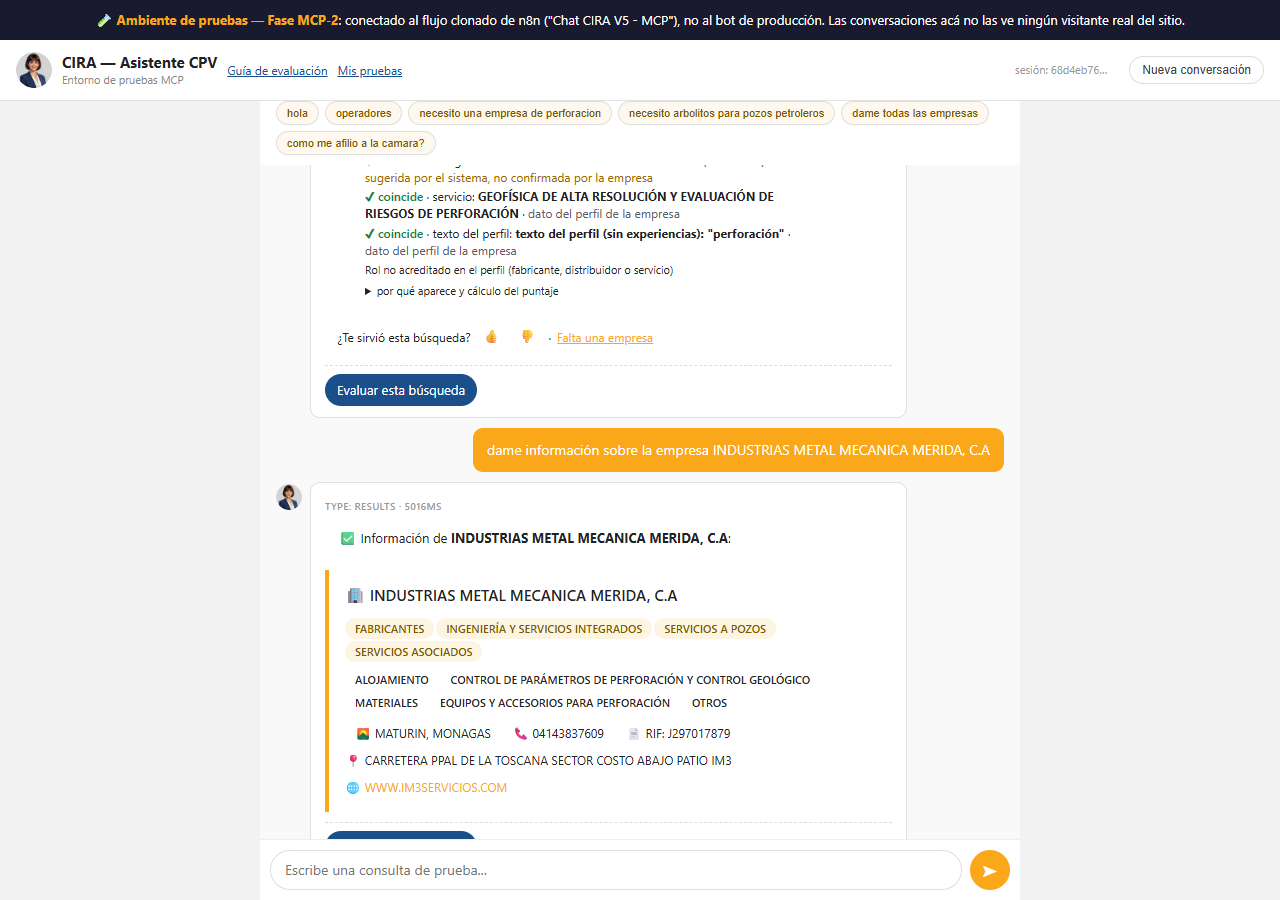 Ambiente de pruebas — Fase MCP-2: conectado al flujo clonado de n8n ("Chat CIRA V5 - MCP"), no al bot de producción. Las conversaciones acá no las ve ningún visitante real del sitio.
CIRA — Asistente CPV
Entorno de pruebas MCP
Guía de evaluación Mis pruebas
sesión: 68d4eb76...
Nueva conversación
hola operadores necesito una empresa de perforacion necesito arbolitos para pozos petroleros dame todas las empresas
como me afilio a la camara?
sugerida por el sistema, no confirmada por la empresa
✔ coincide · servicio: GEOFÍSICA DE ALTA RESOLUCIÓN Y EVALUACIÓN DE
RIESGOS DE PERFORACIÓN · dato del perfil de la empresa
✔ coincide · texto del perfil: texto del perfil (sin experiencias): "perforación" ·
dato del perfil de la empresa
Rol no acreditado en el perfil (fabricante, distribuidor o servicio)
▶ por qué aparece y cálculo del puntaje
¿Te sirvió esta búsqueda? 👍 👎 · Falta una empresa
Evaluar esta búsqueda
dame información sobre la empresa INDUSTRIAS METAL MECANICA MERIDA, C.A
TYPE: RESULTS · 5016MS
✅ Información de INDUSTRIAS METAL MECANICA MERIDA, C.A:
INDUSTRIAS METAL MECANICA MERIDA, C.A
FABRICANTES INGENIERÍA Y SERVICIOS INTEGRADOS SERVICIOS A POZOS
SERVICIOS ASOCIADOS
ALOJAMIENTO CONTROL DE PARÁMETROS DE PERFORACIÓN Y CONTROL GEOLÓGICO
MATERIALES EQUIPOS Y ACCESORIOS PARA PERFORACIÓN OTROS
MATURIN, MONAGAS 04143837609 RIF: J297017879
CARRETERA PPAL DE LA TOSCANA SECTOR COSTO ABAJO PATIO IM3
WWW.IM3SERVICIOS.COM
Escribe una consulta de prueba...